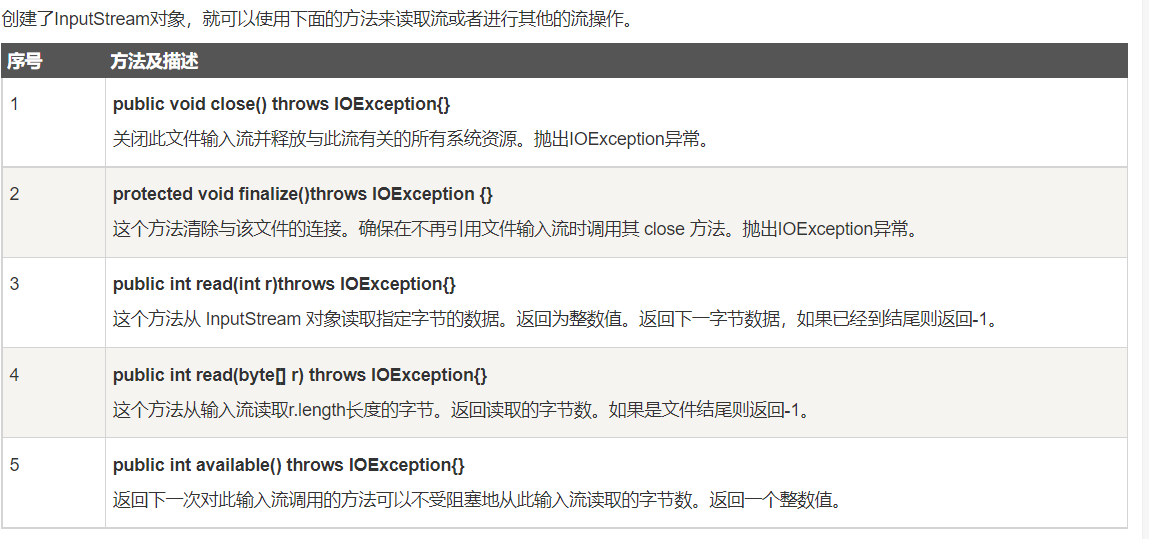 创建了InputStream对象，就可以使用下面的方法来读取流或者进行其他的流操作。
序号 方法及描述
1 public void close() throws IOException{}
关闭此文件输入流并释放与此流有关的所有系统资源。抛出IOException异常。
2 protected void finalize()throws IOException {}
这个方法清除与该文件的连接。确保在不再引用文件输入流时调用其 close 方法。抛出IOException异常。
3 public int read(int r)throws IOException{}
这个方法从 InputStream 对象读取指定字节的数据。返回为整数值。返回下一字节数据，如果已经到结尾则返回-1。
4 public int read(byte[] r) throws IOException{}
这个方法从输入流读取r.length长度的字节。返回读取的字节数。如果是文件结尾则返回-1。
5 public int available() throws IOException{}
返回下一次对此输入流调用的方法可以不受阻塞地从此输入流读取的字节数。返回一个整数值。